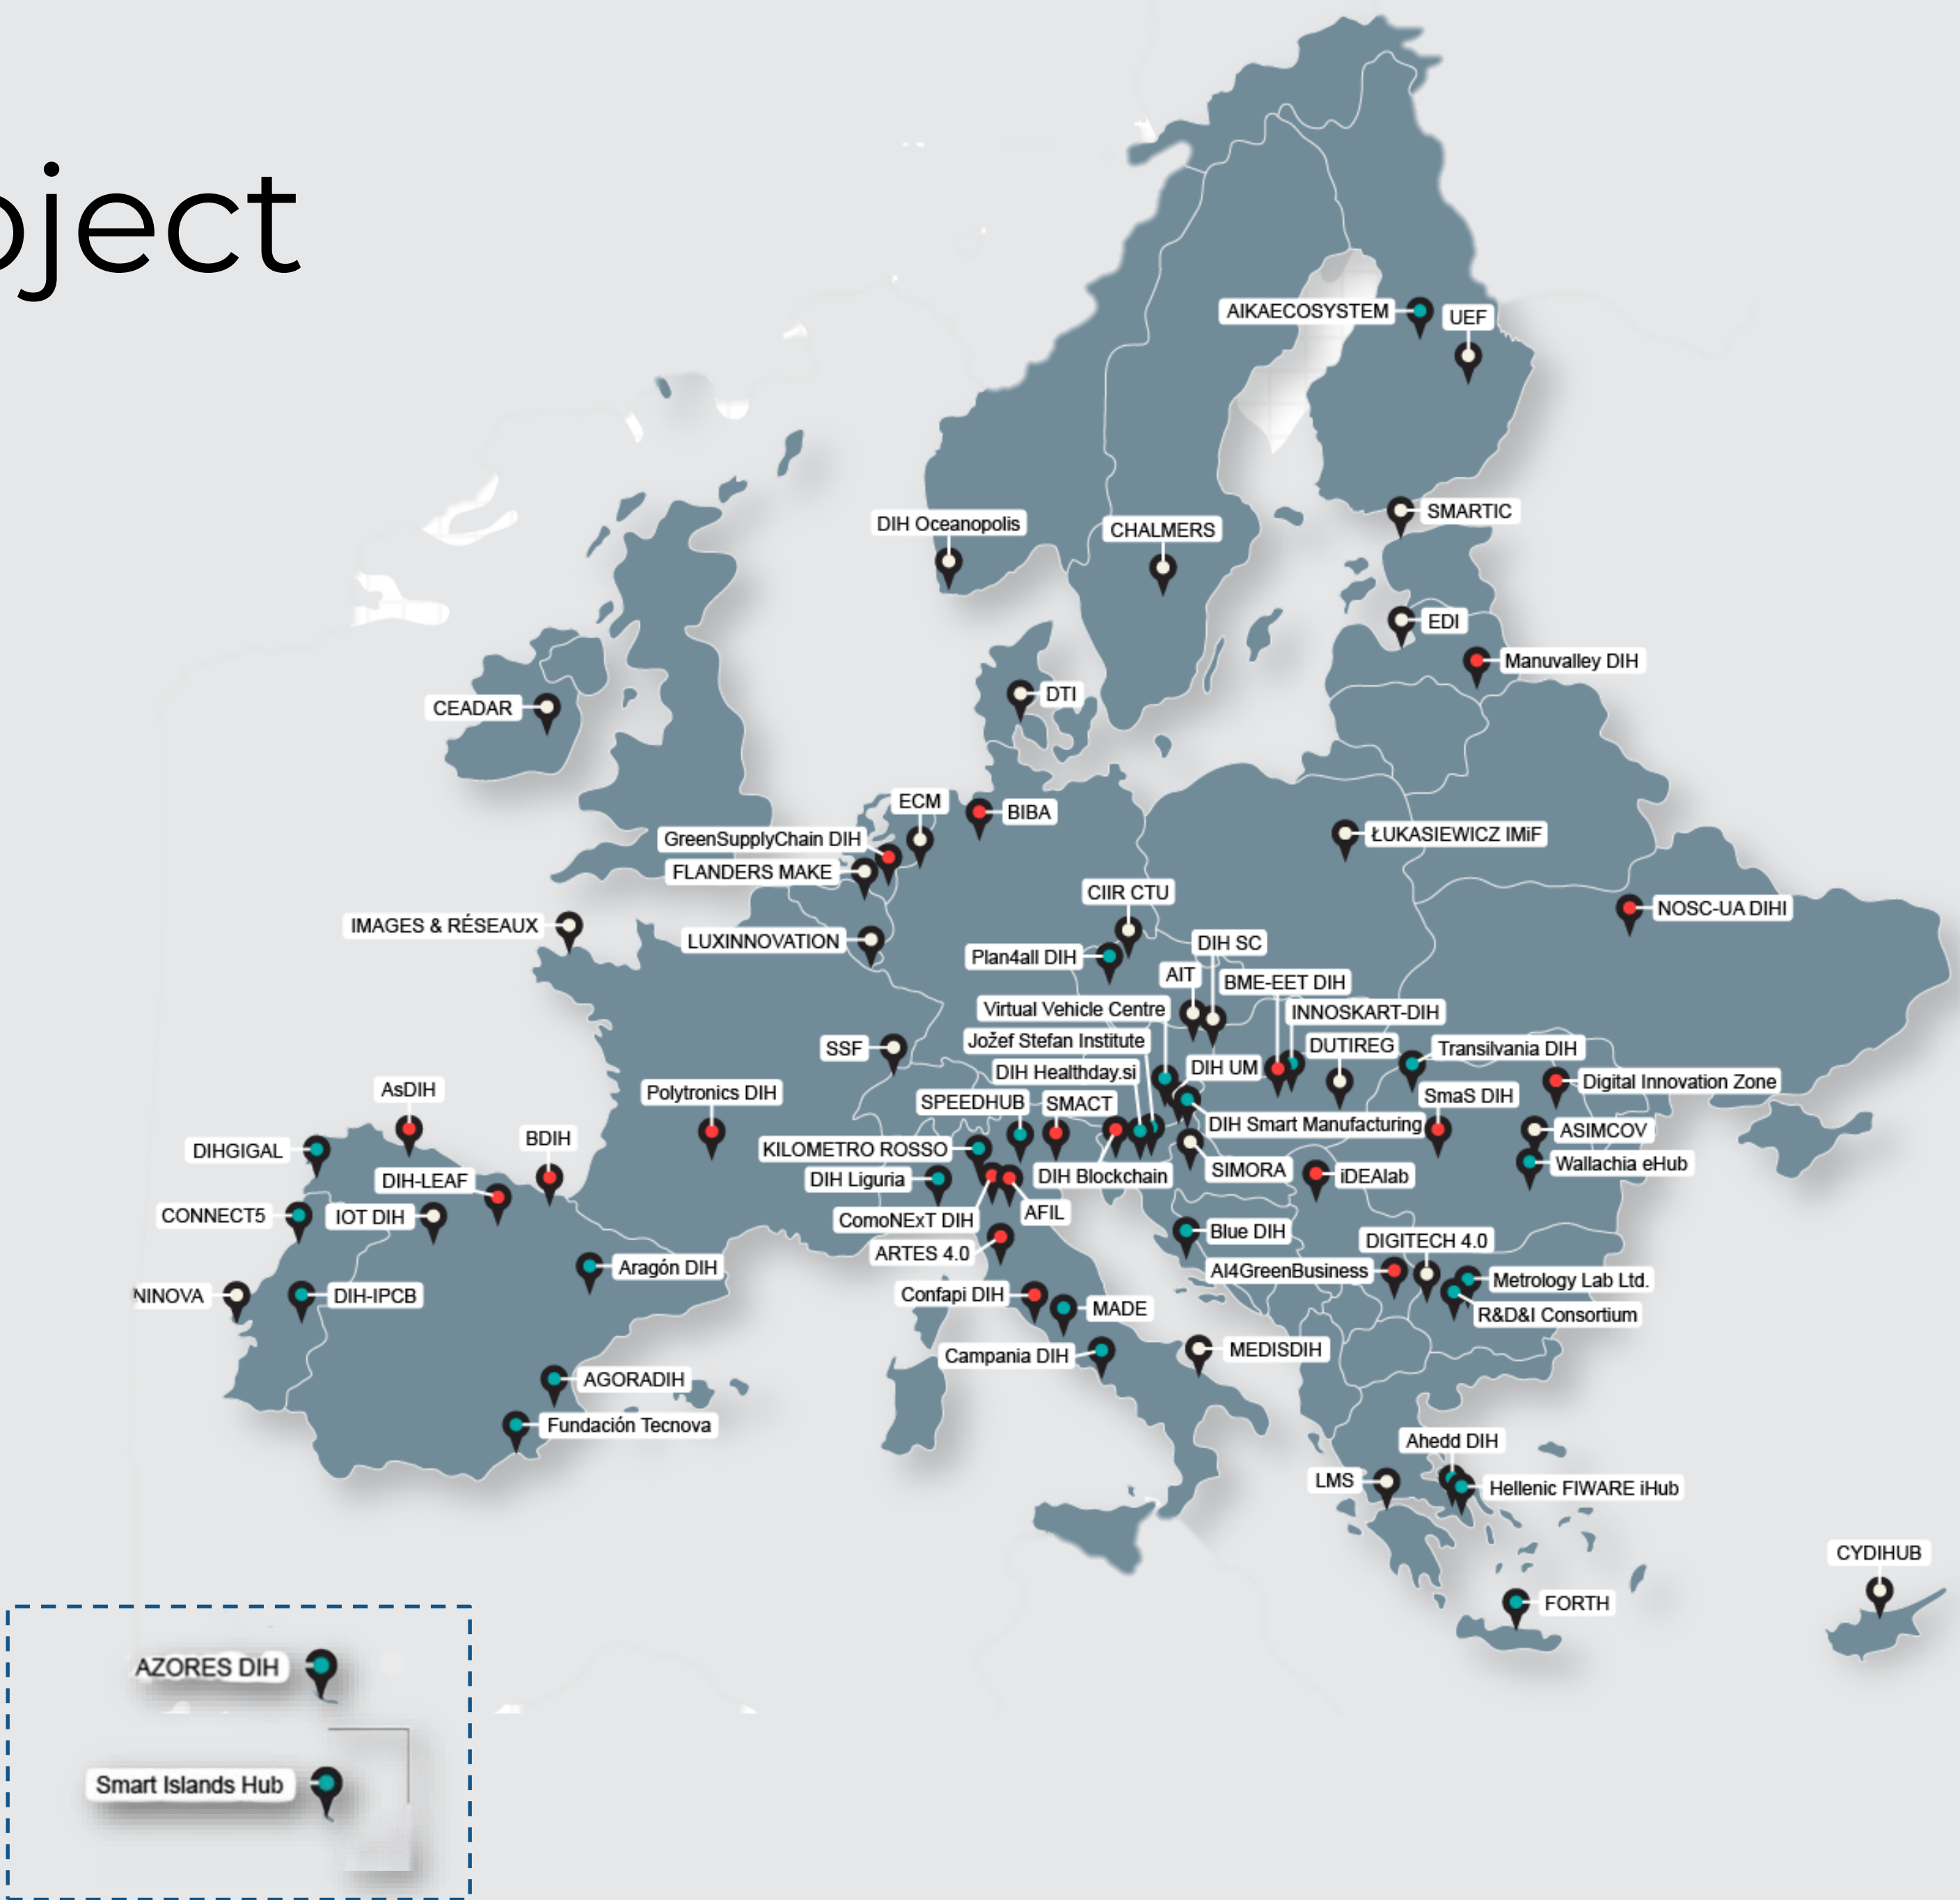 oject
AIKAECOSYSTEM
UEF
SMARTIC
DIH Oceanopolis
CHALMERS
EDI
Manuvalley DIH
CEADAR
DTI
ECM
BIBA
GreenSupplyChain DIH
ŁUKASIEWICZ IMiF
FLANDERS MAKE
CIIR CTU
NOSC-UA DIHI
IMAGES & RÉSEAUX
LUXINNOVATION
DIH SC
Plan4all DIH
AIT
BME-EET DIH
Virtual Vehicle Centre
INNOSKART-DIH
Jožef Stefan Institute
SSF
DUTIREG
Transilvania DIH
DIH Healthday.si
DIH UM
Digital Innovation Zone
AsDIH
Polytronics DIH
SmaS DIH
SPEEDHUB
SMACT
DIH Smart Manufacturing
ASIMCOV
BDIH
DIHGIGAL
KILOMETRO ROSSO
Wallachia eHub
SIMORA
DIH-LEAF
DIH Liguria
DIH Blockchain
iDEAlab
CONNECT5
IOT DIH
ComoNExT DIH
AFIL
Blue DIH
DIGITECH 4.0
ARTES 4.0
Aragón DIH
AI4GreenBusiness
Metrology Lab Ltd.
NINOVA
DIH-IPCB
Confapi DIH
MADE
R&D&I Consortium
Campania DIH
MEDISDIH
AGORADIH
Fundación Tecnova
Ahedd DIH
LMS
Hellenic FIWARE iHub
CYDIHUB
FORTH
AZORES DIH
Smart Islands Hub